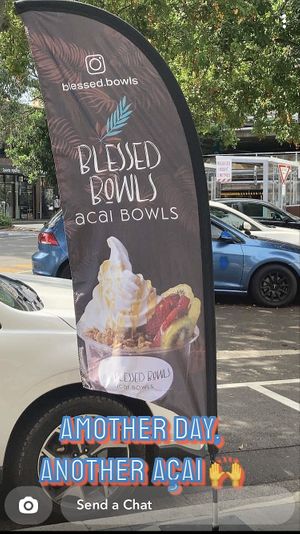 blessed.bowls
BLESSED
BOWLS
acai BOWLS
BLESSED BOWLS
acai BOWLS
AMOTHER DAY,
ANOTHER AÇAI 🙌
Send a Chat